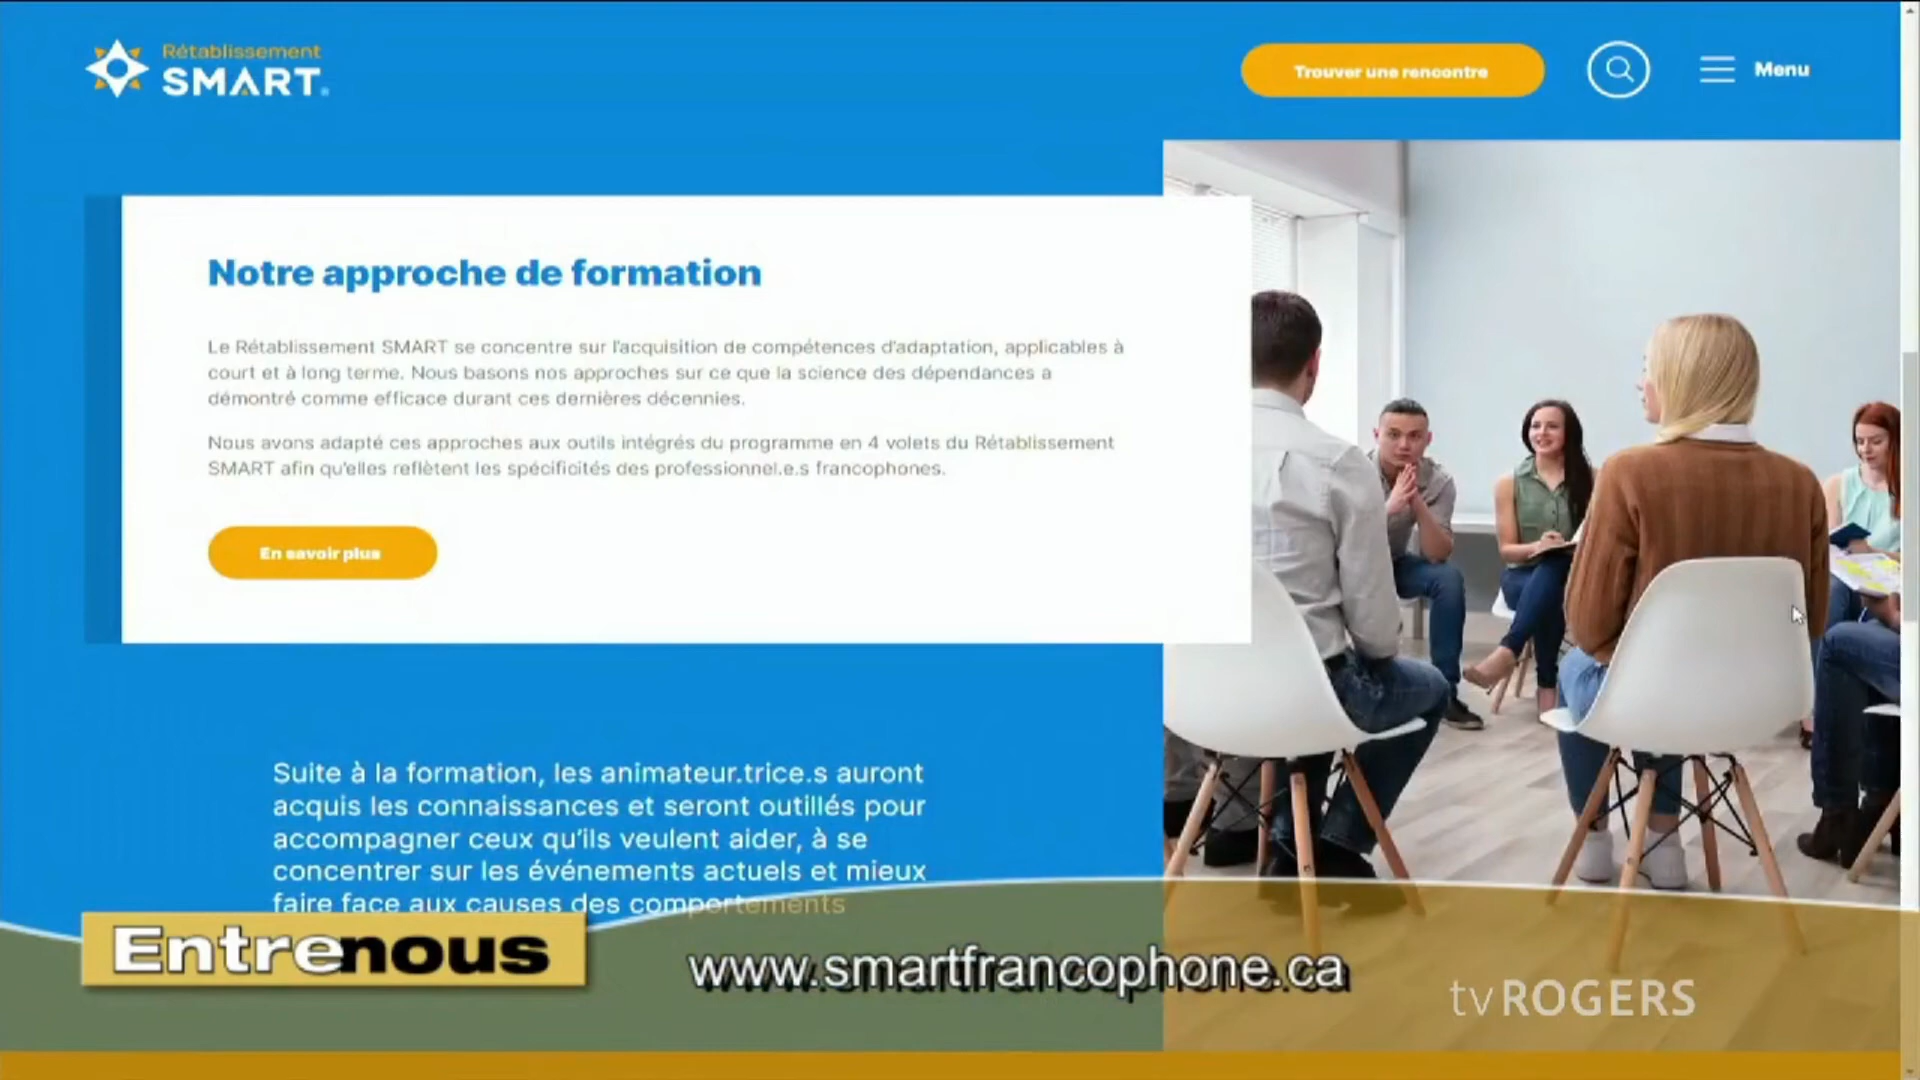 Rétablissement
SMART.
Trouver une rencontre
Menu
Notre approche de formation
Le Rétablissement SMART se concentre sur l'acquisition de compétences d'adaptation, applicables à
court et à long terme. Nous basons nos approches sur ce que la science des dépendances a
démontré comme efficace durant ces dernières décennies.
Nous avons adapté ces approches aux outils intégrés du programme en 4 volets du Rétablissement
SMART afin qu'elles reflètent les spécificités des professionnel.e.s francophones.
En savoir plus
Suite à la formation, les animateur.trice.s auront
acquis les connaissances et seront outillés pour
accompagner ceux qu'ils veulent aider, à se
concentrer sur les événements actuels et mieux
faire face aux causes des comportements
Entrenous
www.smartfrancophone.ca
tvROGERS